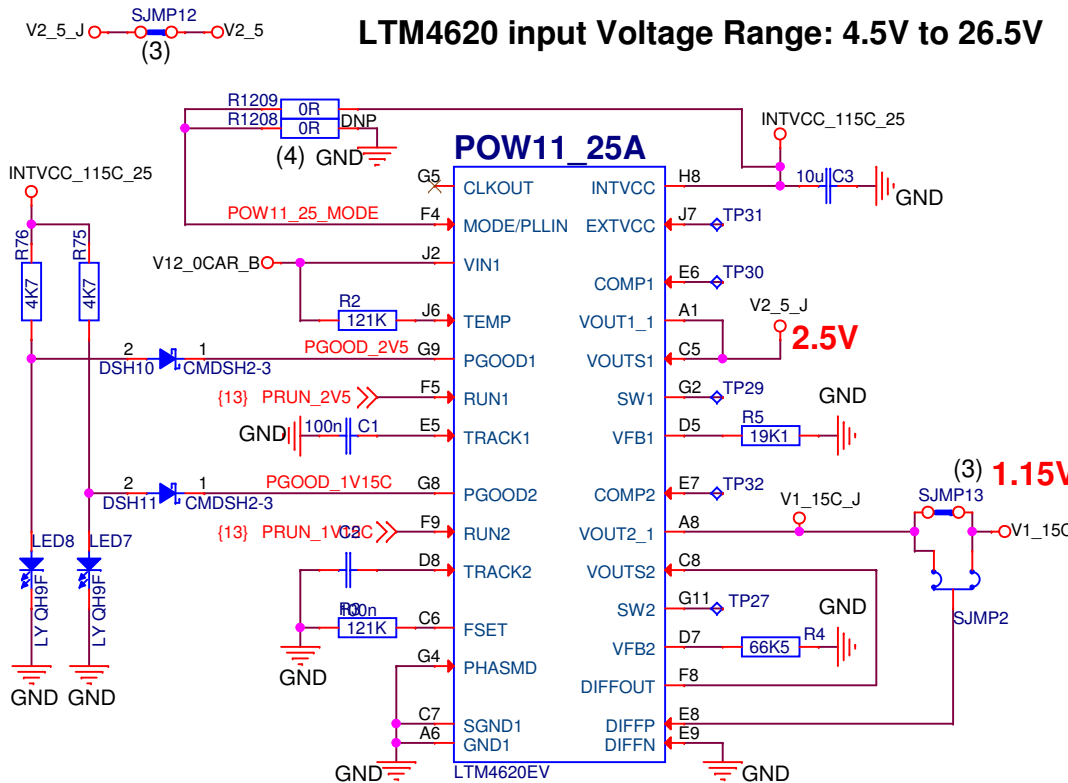 SJMP12
V2_5_J
V2_5
(3)
LTM4620 input Voltage Range: 4.5V to 26.5V
R1209
0R
R1208
0R
DNP
(4)
GND
INTVCC_115C_25
POW11_25A
INTVCC_115C_25
G5
CLKOUT
INTVCC
H8
10u
C3
GND
POW11_25_MODE
F4
MODE/PLLIN
EXTVCC
J7
TP31
R76
R75
4K7
4K7
V12_0CAR_B
J2
VIN1
COMP1
E6
TP30
R2
121K
J6
TEMP
VOUT1_1
A1
V2_5_J
2.5V
2
1
DSH10
CMDSH2-3
PGOOD_2V5
G9
PGOOD1
VOUTS1
C5
{13}
PRUN_2V5
F5
RUN1
SW1
G2
TP29
GND
GND
100n
C1
E5
TRACK1
VFB1
D5
R5
19K1
2
1
DSH11
CMDSH2-3
PGOOD_1V15C
G8
PGOOD2
COMP2
E7
TP32
(3)
1.15V
SJMP13
V1_15C_J
{13}
PRUN_1V15C
F9
RUN2
VOUT2_1
A8
V1_15C
LED8
LED7
LY QH9F
LY QH9F
C2
D8
TRACK2
VOUTS2
C8
100n
R3
121K
C6
FSET
SW2
G11
TP27
GND
SJMP2
G4
PHASMD
VFB2
D7
66K5
R4
GND
GND
GND
DIFFOUT
F8
C7
SGND1
DIFFP
E8
A6
GND1
DIFFN
E9
GND
LTM4620EV
GND